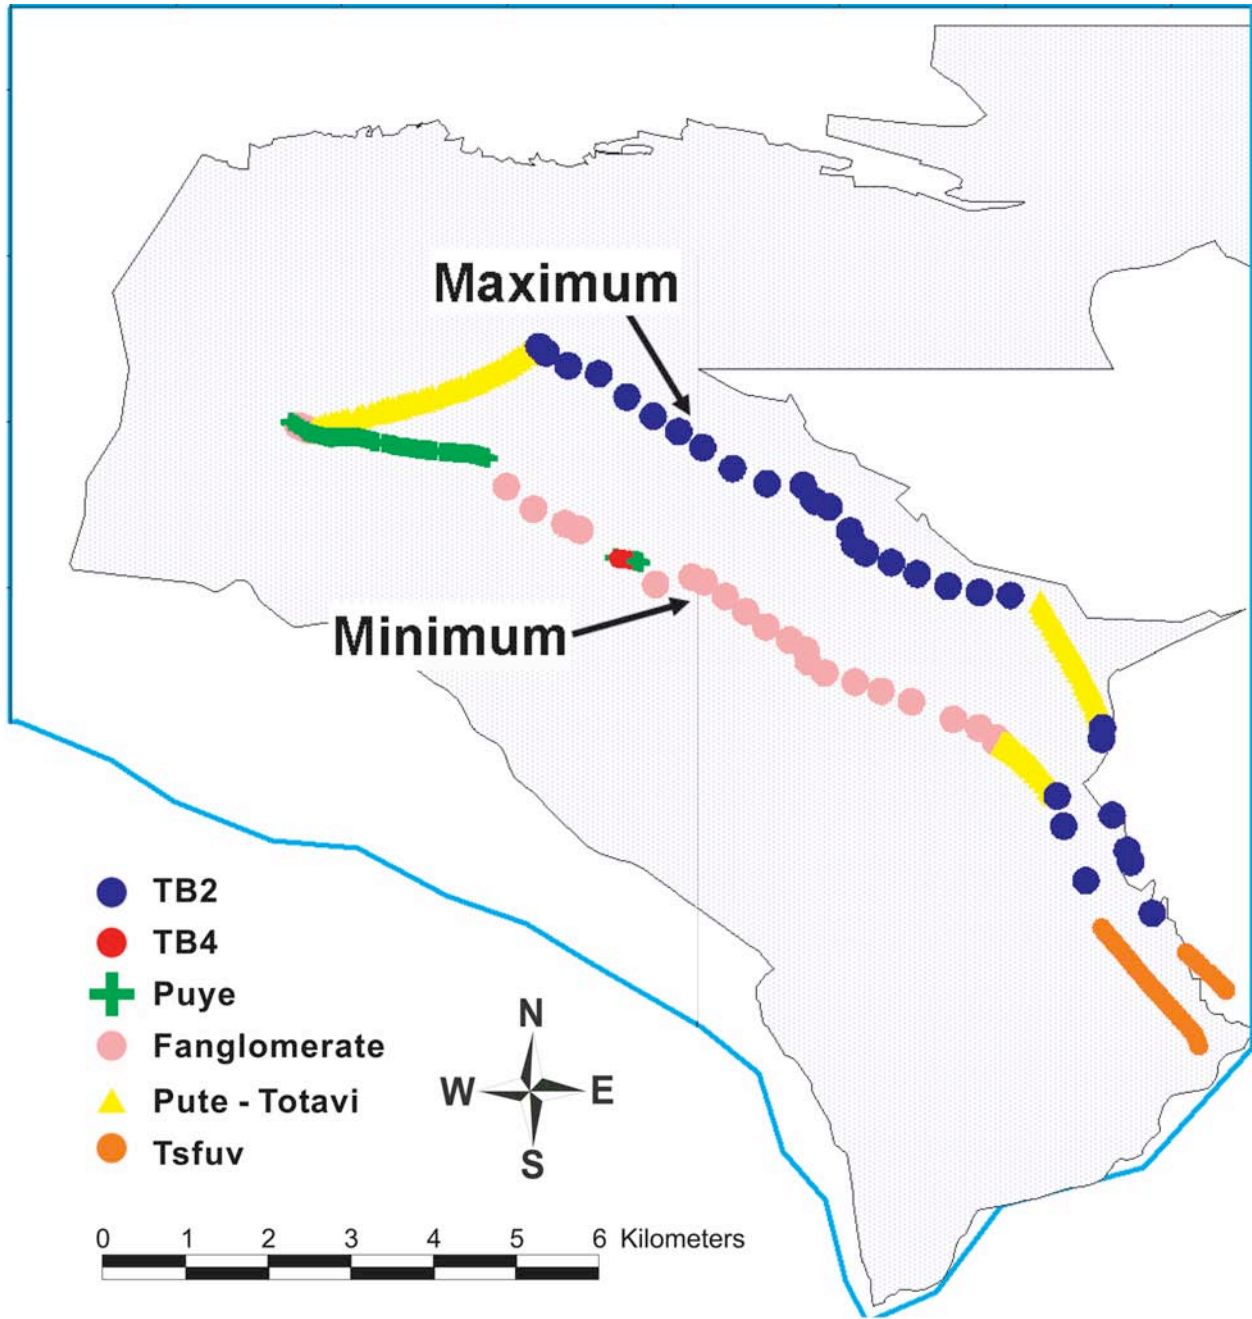 Maximum
Minimum
TB2
TB4
Puye
Fanglomerate
Pute - Totavi
Tsfuv
N
W E
S
0 1 2 3 4 5 6 Kilometers